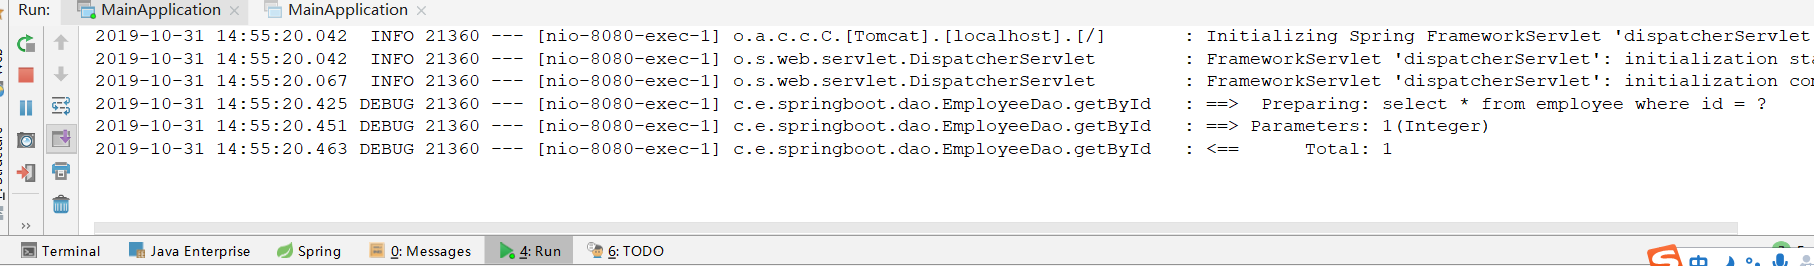 Run: MainApplication × MainApplication ×
2019-10-31 14:55:20.042  INFO 21360 --- [nio-8080-exec-1] o.a.c.c.C.[Tomcat].[localhost].[/]       : Initializing Spring FrameworkServlet 'dispatcherServlet
2019-10-31 14:55:20.042  INFO 21360 --- [nio-8080-exec-1] o.s.web.servlet.DispatcherServlet        : FrameworkServlet 'dispatcherServlet': initialization sta
2019-10-31 14:55:20.067  INFO 21360 --- [nio-8080-exec-1] o.s.web.servlet.DispatcherServlet        : FrameworkServlet 'dispatcherServlet': initialization con
2019-10-31 14:55:20.425 DEBUG 21360 --- [nio-8080-exec-1] c.e.springboot.dao.EmployeeDao.getById   : ==>  Preparing: select * from employee where id = ?
2019-10-31 14:55:20.451 DEBUG 21360 --- [nio-8080-exec-1] c.e.springboot.dao.EmployeeDao.getById   : ==> Parameters: 1(Integer)
2019-10-31 14:55:20.463 DEBUG 21360 --- [nio-8080-exec-1] c.e.springboot.dao.EmployeeDao.getById   : <==      Total: 1
>>
Terminal Java Enterprise Spring 0: Messages 4: Run 6: TODO
中